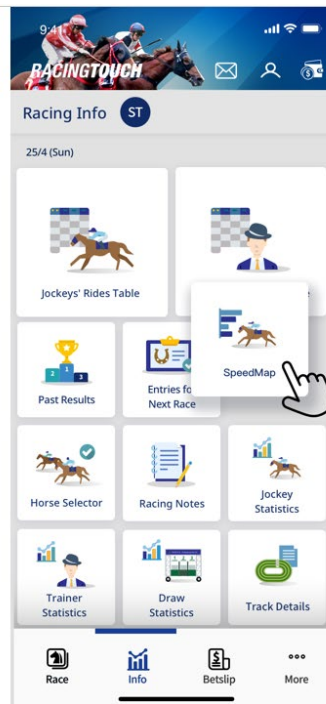 9:41
RACINGTOUCH
Racing Info
ST
25/4 (Sun)
Jockeys' Rides Table
e
SpeedMap
Past Results
Entries fo
Next Race
Horse Selector
Racing Notes
Jockey
Statistics
Trainer
Statistics
Draw
Statistics
Track Details
Race
Info
Betslip
More